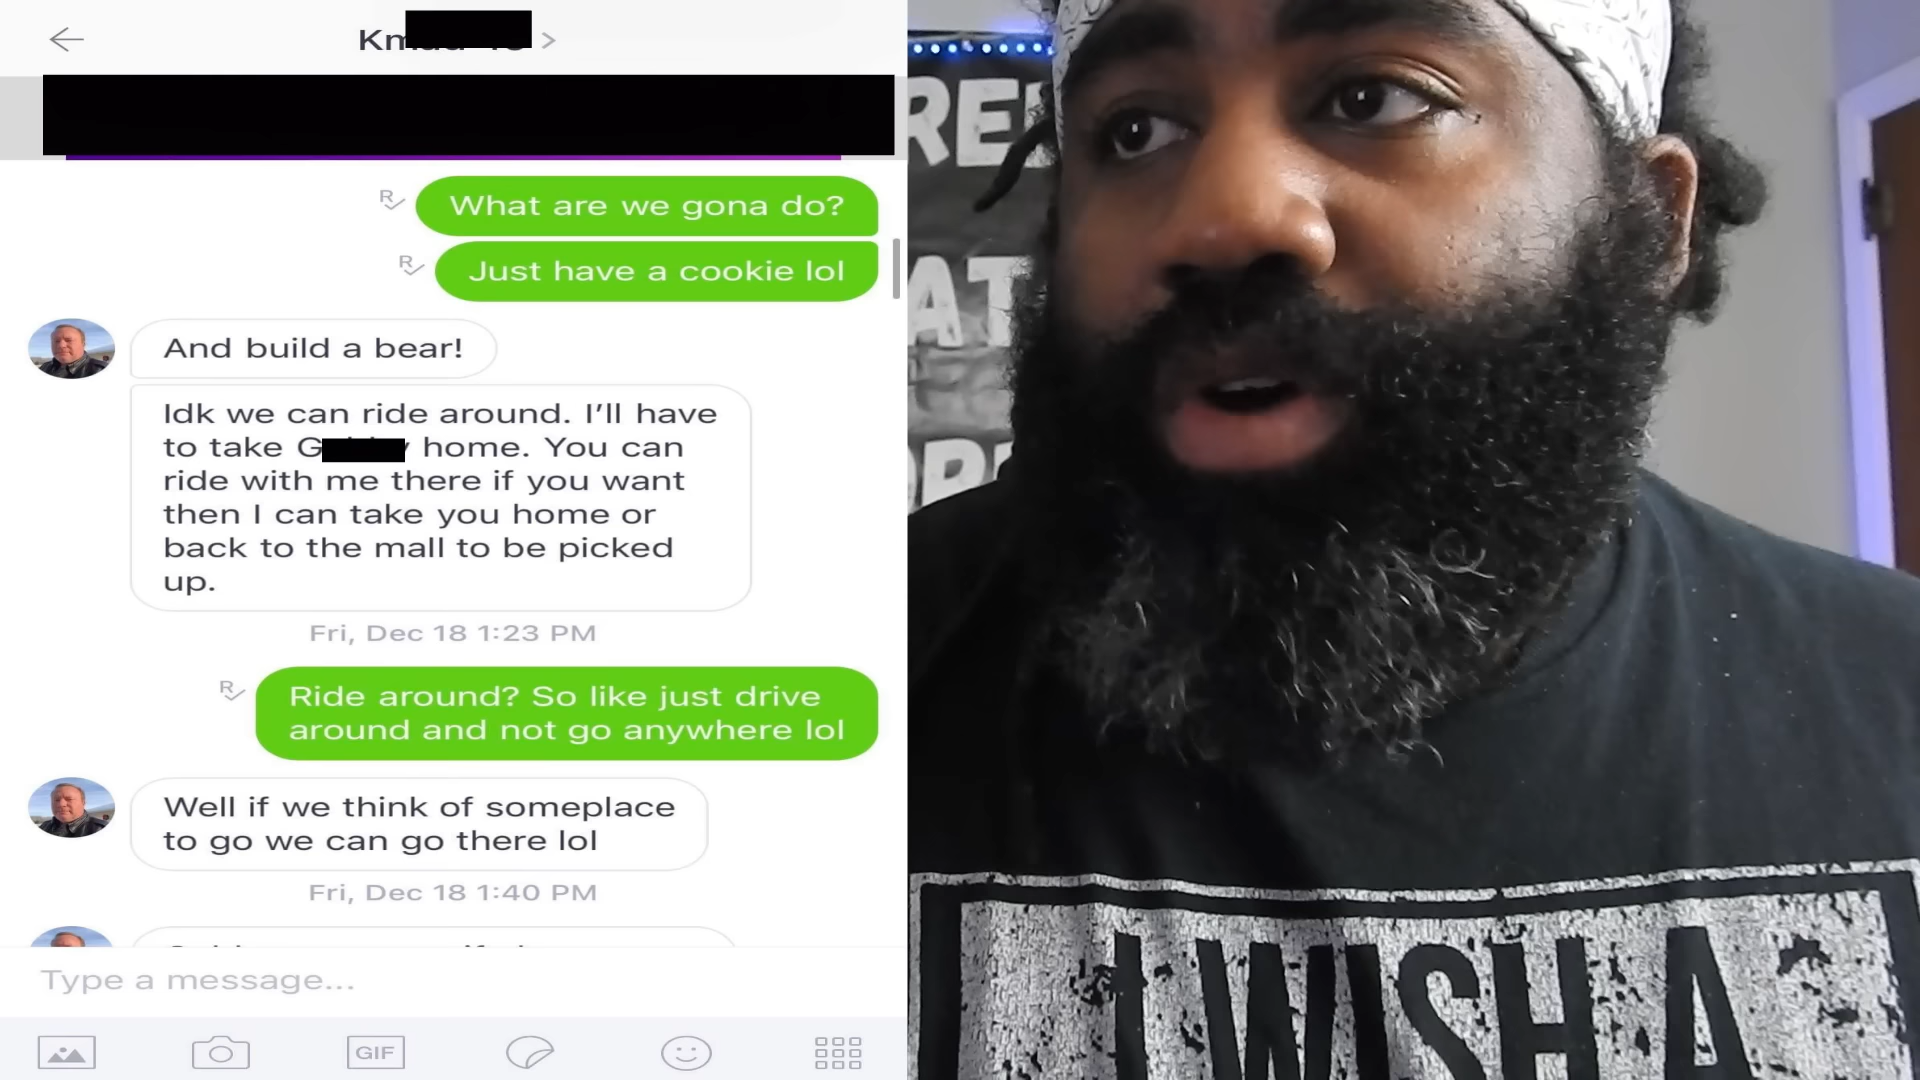 What are we gona do?
Just have a cookie lol
And build a bear!
Idk we can ride around. I'll have
to take home. You can
ride with me there if you want
then I can take you home or
back to the mall to be picked
up.
Fri, Dec 18 1:23 PM
R
Ride around? So like just drive
around and not go anywhere lol
Well if we think of someplace
to go we can go there lol
Fri, Dec 18 1:40 PM
Type a message...
GIF
I WISH A